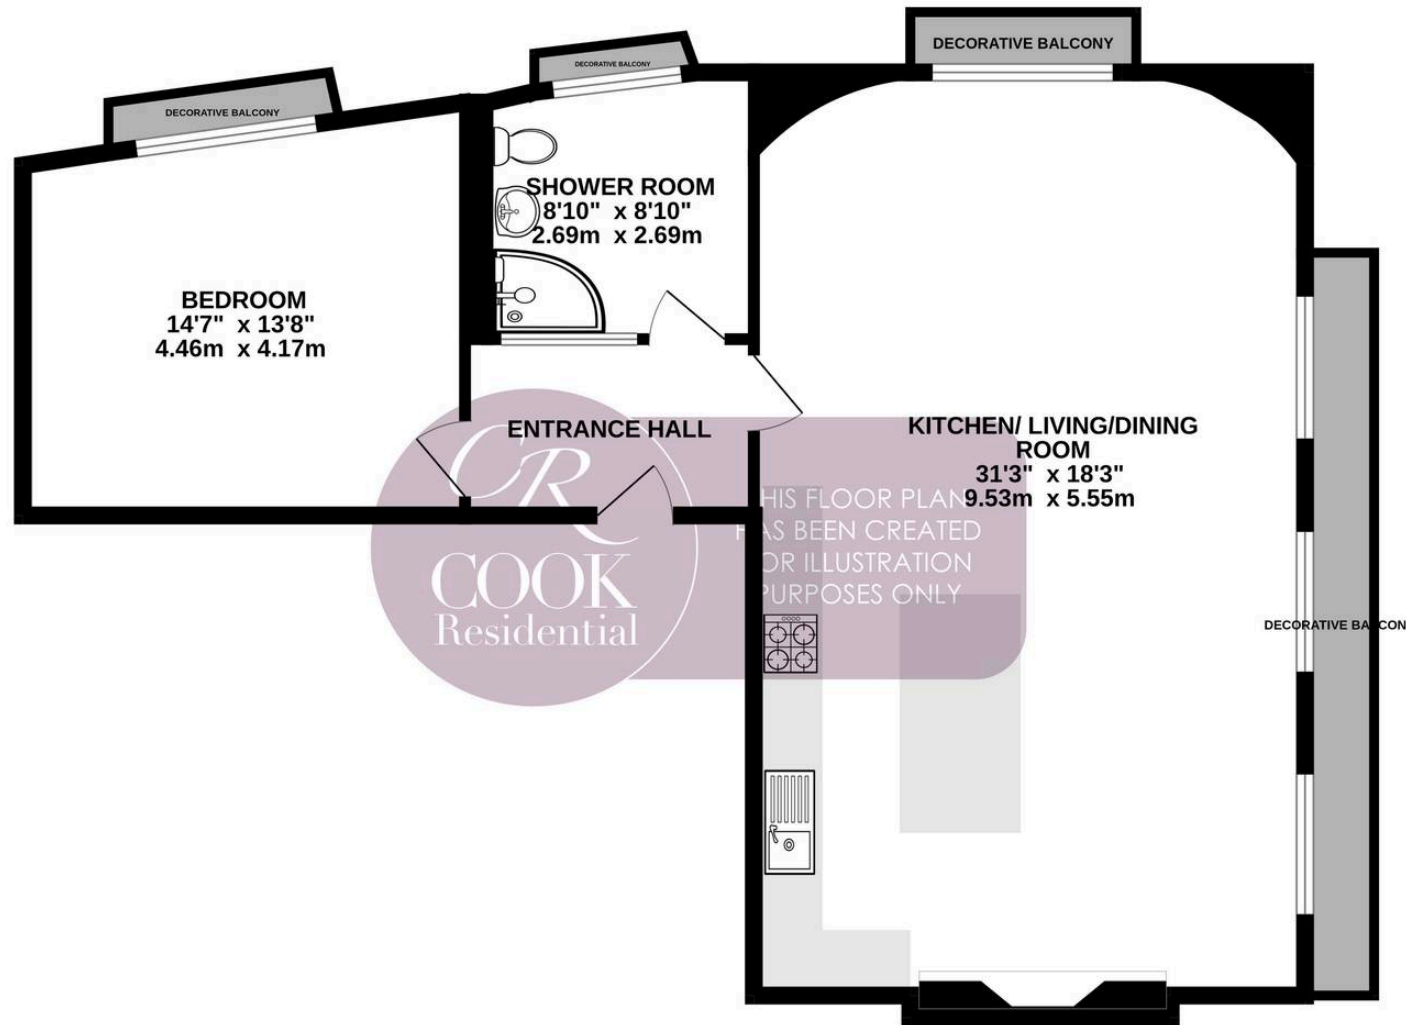 DECORATIVE BALCONY
DECORATIVE BALCONY
DECORATIVE BALCONY
SHOWER ROOM
8'10" x 8'10"
2.69m x 2.69m
BEDROOM
14'7" x 13'8"
4.46m x 4.17m
ENTRANCE HALL
KITCHEN/ LIVING/DINING
ROOM
31'3" x 18'3"
9.53m x 5.55m
CR
COOK
Residential
HIS FLOOR PLAN
HAS BEEN CREATED
OR ILLUSTRATION
PURPOSES ONLY
DECORATIVE BALCON